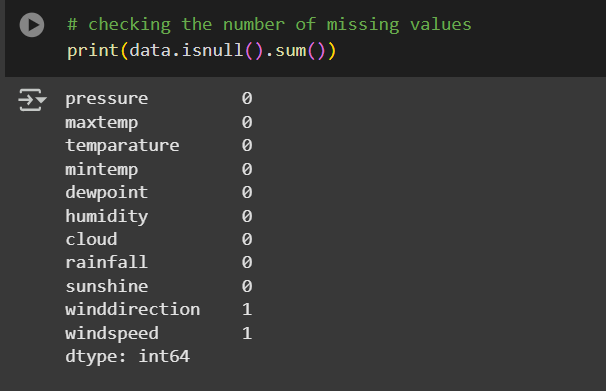 # checking the number of missing values
print(data.isnull().sum())
pressure 0
maxtemp 0
temparature 0
mintemp 0
dewpoint 0
humidity 0
cloud 0
rainfall 0
sunshine 0
winddirection 1
windspeed 1
dtype: int64